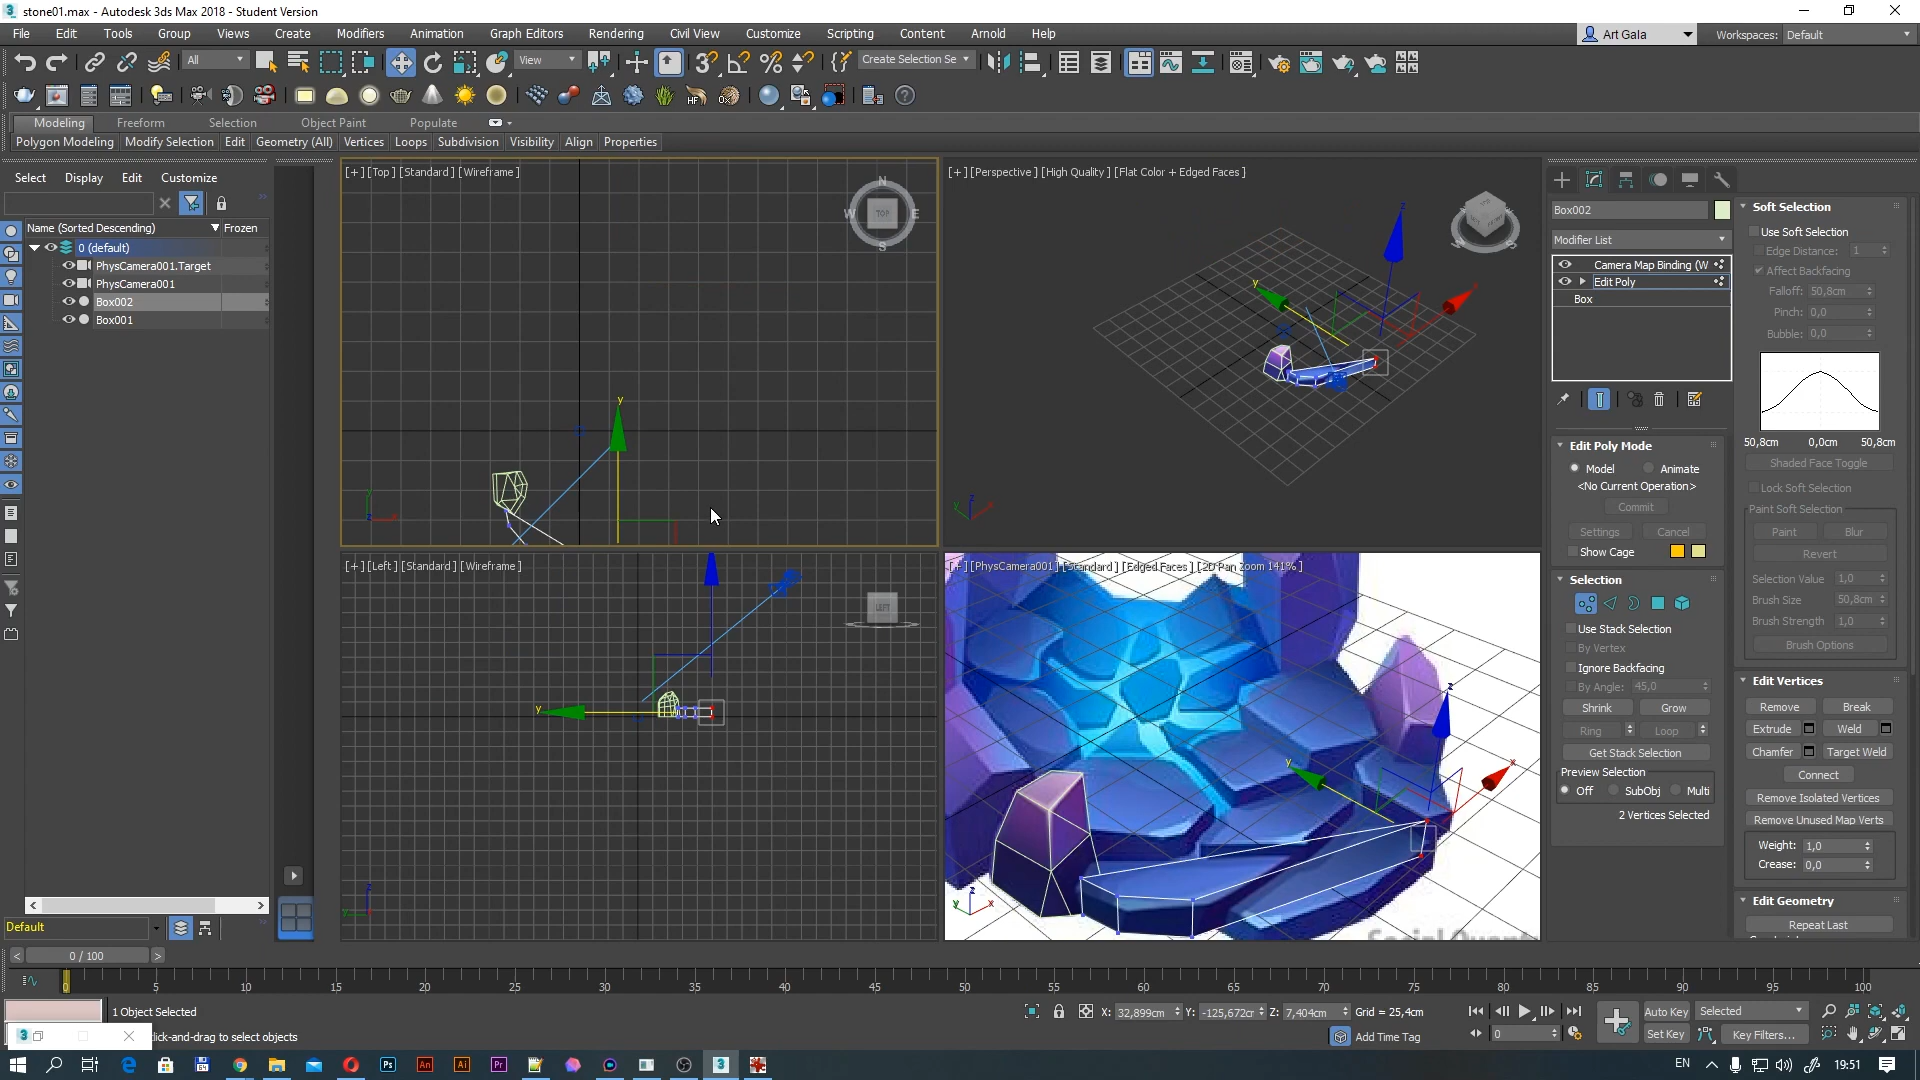 stone01.max - Autodesk 3ds Max 2018 - Student Version
File Edit Tools Group Views Create Modifiers Animation Graph Editors Rendering Civil View Customize Scripting Content Arnold Help
Art Gala Workspaces: Default
All View Create Selection Se
Modeling Freeform Selection Object Paint Populate
Polygon Modeling Modify Selection Edit Geometry (All) Vertices Loops Subdivision Visibility Align Properties
Select Display Edit Customize
Name (Sorted Descending) Frozen
0 (default)
PhysCamera001.Target
PhysCamera001
Box002
Box001
Default
[+] [Top] [Standard] [Wireframe]
N
W TOP E
S
y
[+] [Perspective] [High Quality] [Flat Color + Edged Faces]
z
y
x
[+] [Left] [Standard] [Wireframe]
LEFT
y
[+] [PhysCamera001] [Standard] [Edged Faces] [2D Pan Zoom 141% ]
z
y
x
Box002
Modifier List
Camera Map Binding (W
Edit Poly
Box
Edit Poly Mode
Model Animate
<No Current Operation>
Commit
Settings Cancel
Show Cage
Selection
Use Stack Selection
By Vertex
Ignore Backfacing
By Angle: 45,0
Shrink Grow
Ring Loop
Get Stack Selection
Preview Selection
Off SubObj Multi
2 Vertices Selected
Soft Selection
Use Soft Selection
Edge Distance: 1
Affect Backfacing
Falloff: 50,8cm
Pinch: 0,0
Bubble: 0,0
50,8cm 0,0cm 50,8cm
Shaded Face Toggle
Lock Soft Selection
Paint Soft Selection
Paint Blur
Revert
Selection Value 1,0
Brush Size 50,8cm
Brush Strength 1,0
Brush Options
Edit Vertices
Remove Break
Extrude Weld
Chamfer Target Weld
Connect
Remove Isolated Vertices
Remove Unused Map Verts
Weight: 1,0
Crease: 0,0
Edit Geometry
Repeat Last
< 0 / 100 >
0 5 10 15 20 25 30 35 40 45 50 55 60 65 70 75 80 85 90 95 100
1 Object Selected
click-and-drag to select objects
X: 32,899cm Y: -125,672cm Z: 7,404cm Grid = 25,4cm
Add Time Tag
0
Auto Key Selected
Set Key Key Filters...
EN 19:51